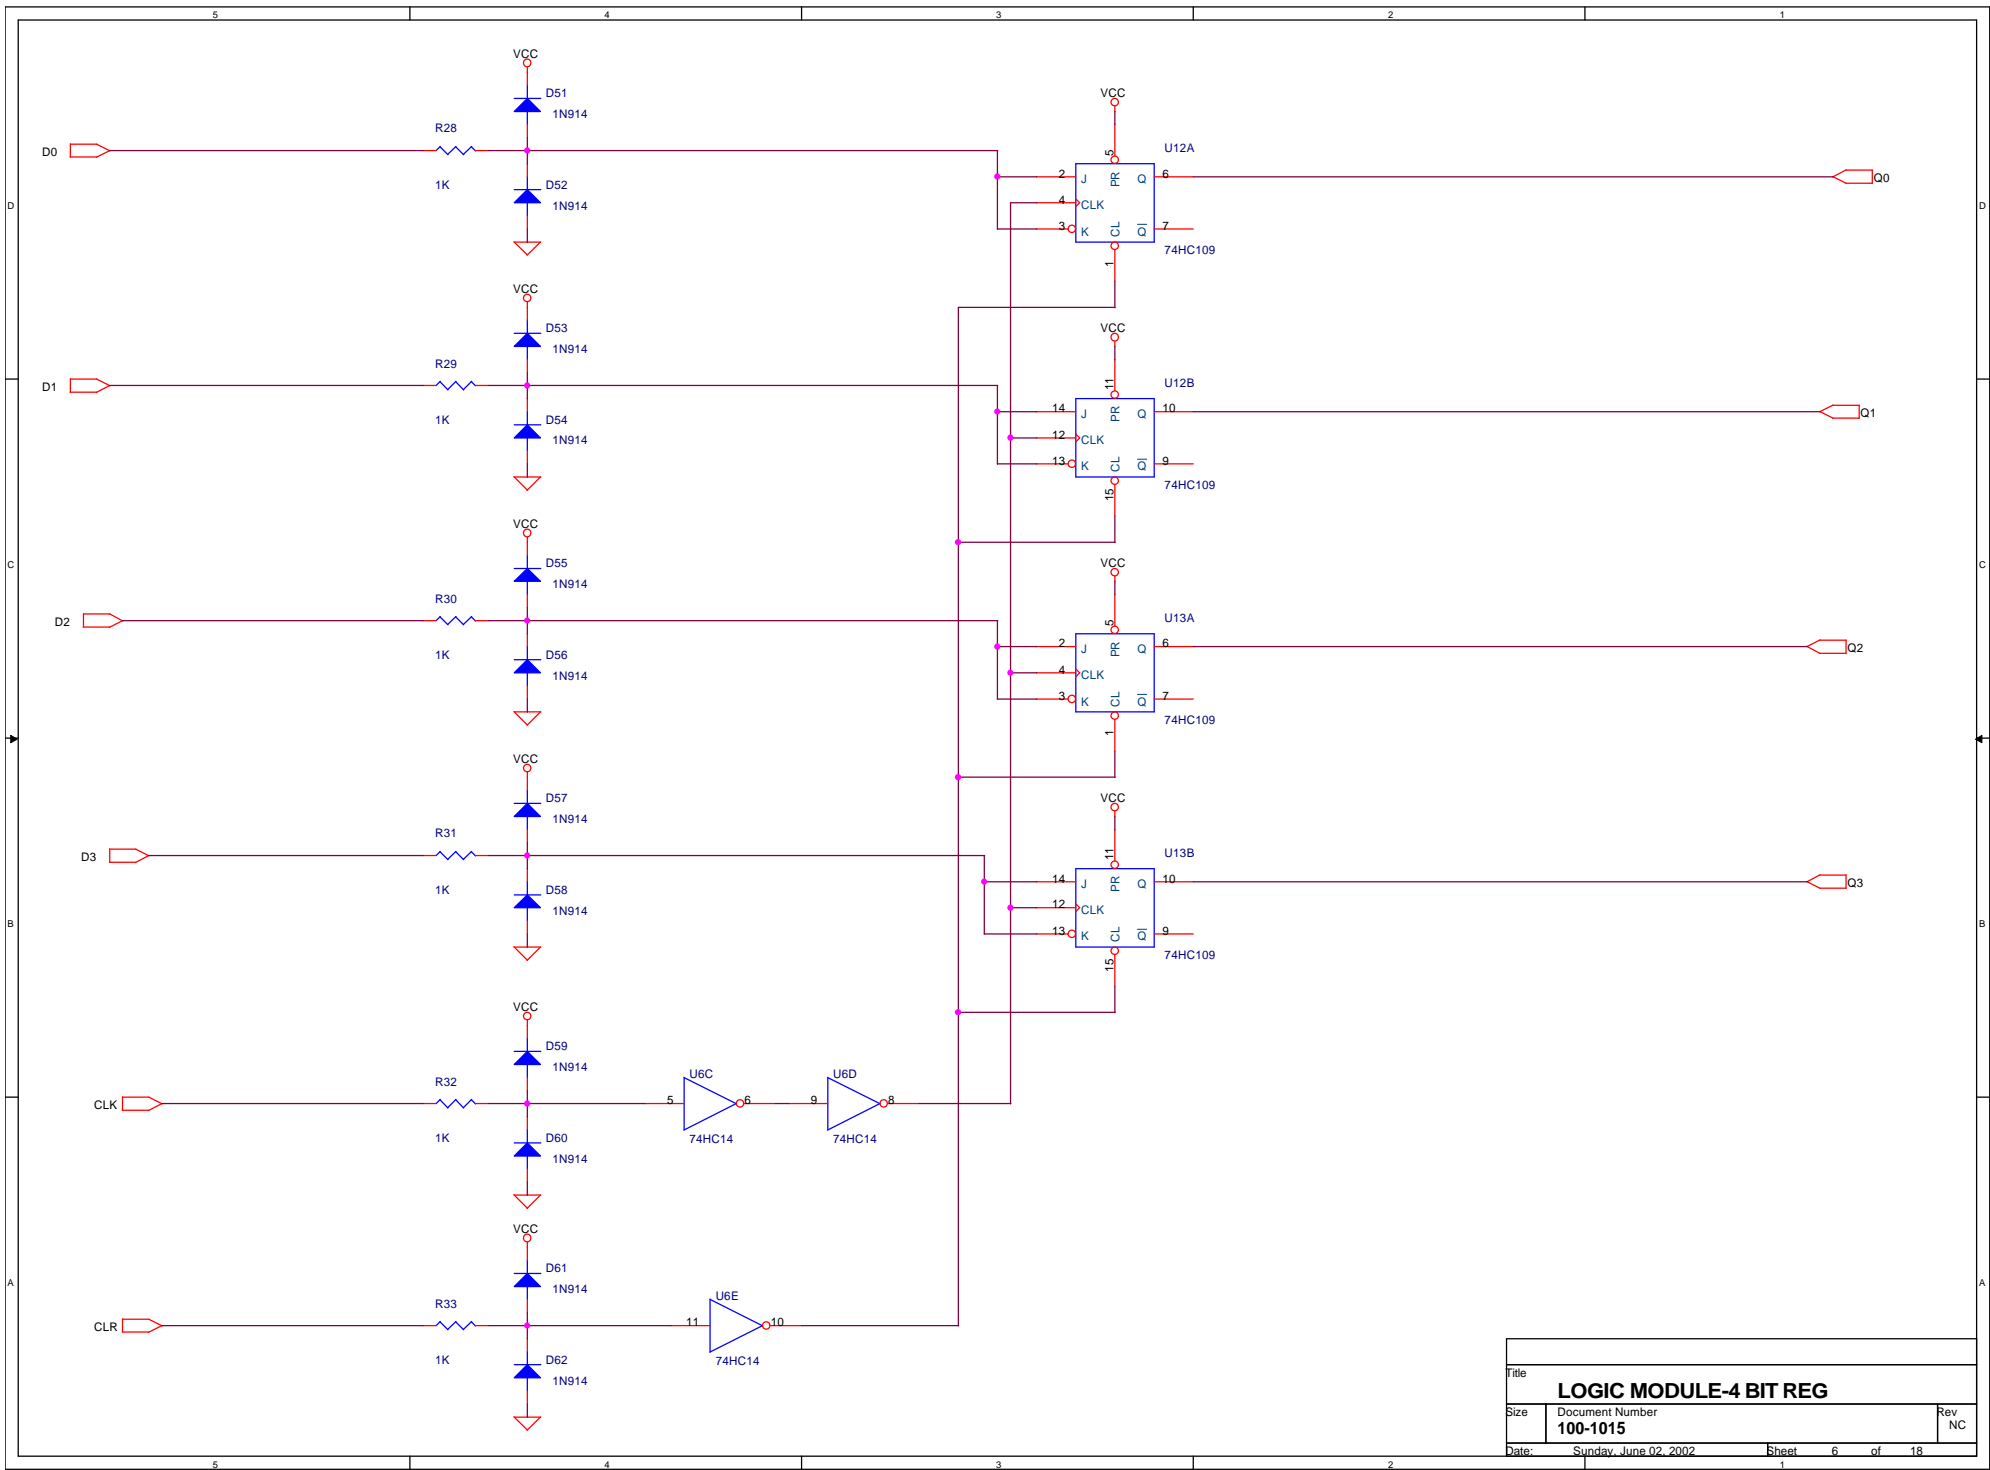 5 4 3 2 1
VCC
D51
1N914
R28
D0
1K
D52
1N914
VCC
5
U12A
2 J PR Q 6
Q0
4 CLK
3 K CL Q 7
74HC109
1
D D
VCC
D53
1N914
R29
D1
1K
D54
1N914
VCC
11
U12B
14 J PR Q 10
Q1
12 CLK
13 K CL Q 9
74HC109
15
VCC
D55
1N914
R30
D2
1K
D56
1N914
VCC
5
U13A
2 J PR Q 6
Q2
4 CLK
3 K CL Q 7
74HC109
1
C C
VCC
D57
1N914
R31
D3
1K
D58
1N914
VCC
11
U13B
14 J PR Q 10
Q3
12 CLK
13 K CL Q 9
74HC109
15
B B
VCC
D59
1N914
R32
CLK
1K
D60
1N914
U6C
5 6
74HC14
U6D
9 8
74HC14
VCC
D61
1N914
R33
CLR
1K
D62
1N914
U6E
11 10
74HC14
A A
Title
LOGIC MODULE-4 BIT REG
Size Document Number Rev
100-1015 NC
Date: Sunday, June 02, 2002 Sheet 6 of 18
5 4 3 2 1